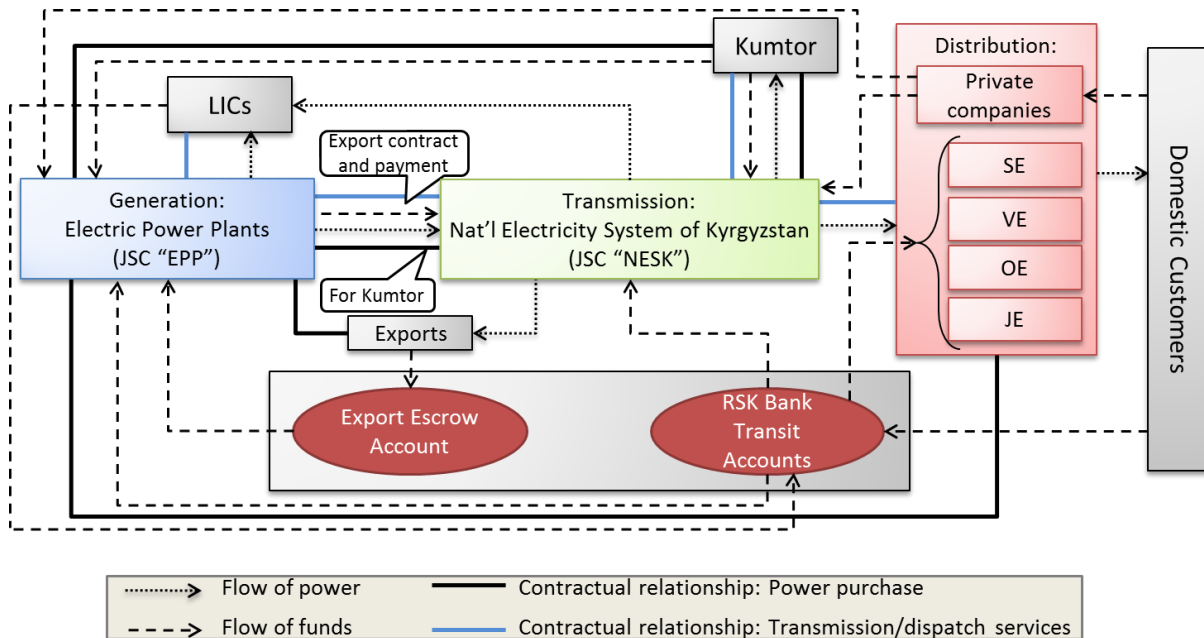 Kumtor
Distribution:
Private
companies
LICs
Export contract
and payment
SE
Generation:
Electric Power Plants
(JSC “EPP”)
Transmission:
Nat’l Electricity System of Kyrgyzstan
(JSC “NESK”)
VE
OE
JE
For Kumtor
Exports
Domestic Customers
Export Escrow
Account
RSK Bank
Transit
Accounts
Flow of power
Contractual relationship: Power purchase
Flow of funds
Contractual relationship: Transmission/dispatch services